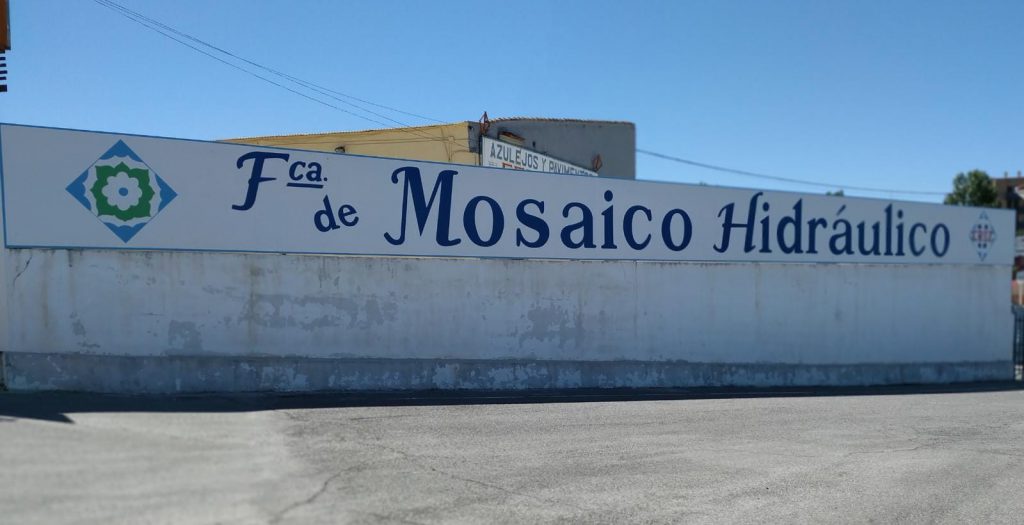 AZULEJOS Y PAVIMENTOS
Fca. de Mosaico Hidráulico